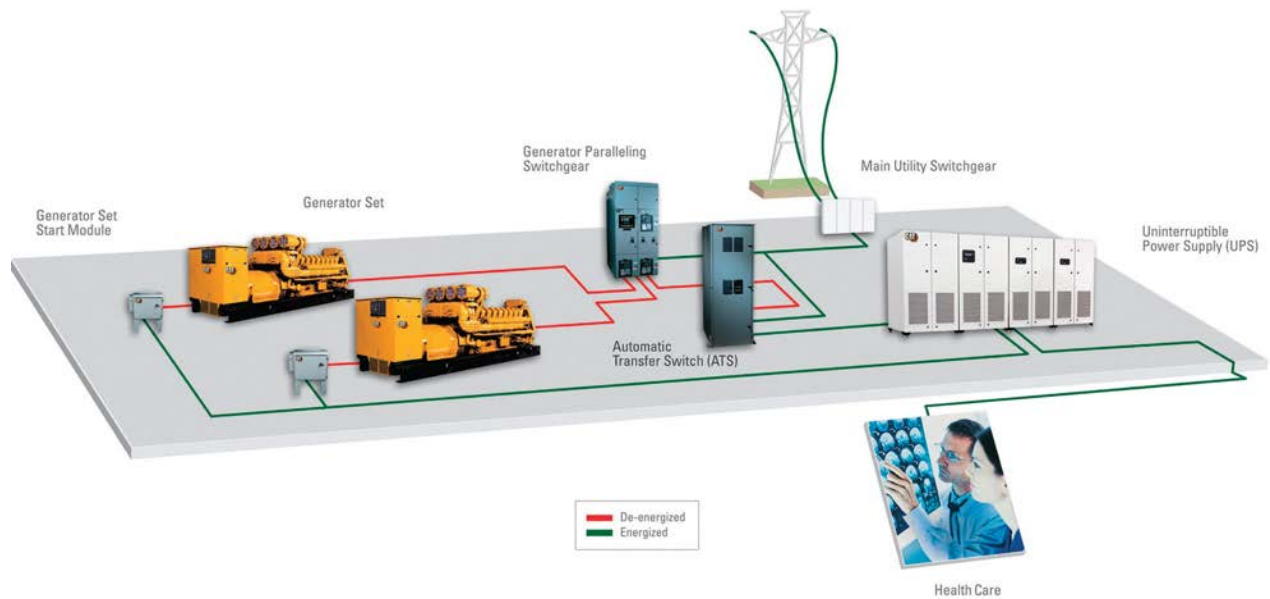 Generator Paralleling
Switchgear
Main Utility Switchgear
Generator Set
Start Module
Generator Set
Uninterruptible
Power Supply (UPS)
Automatic
Transfer Switch (ATS)
De-energized
Energized
Health Care